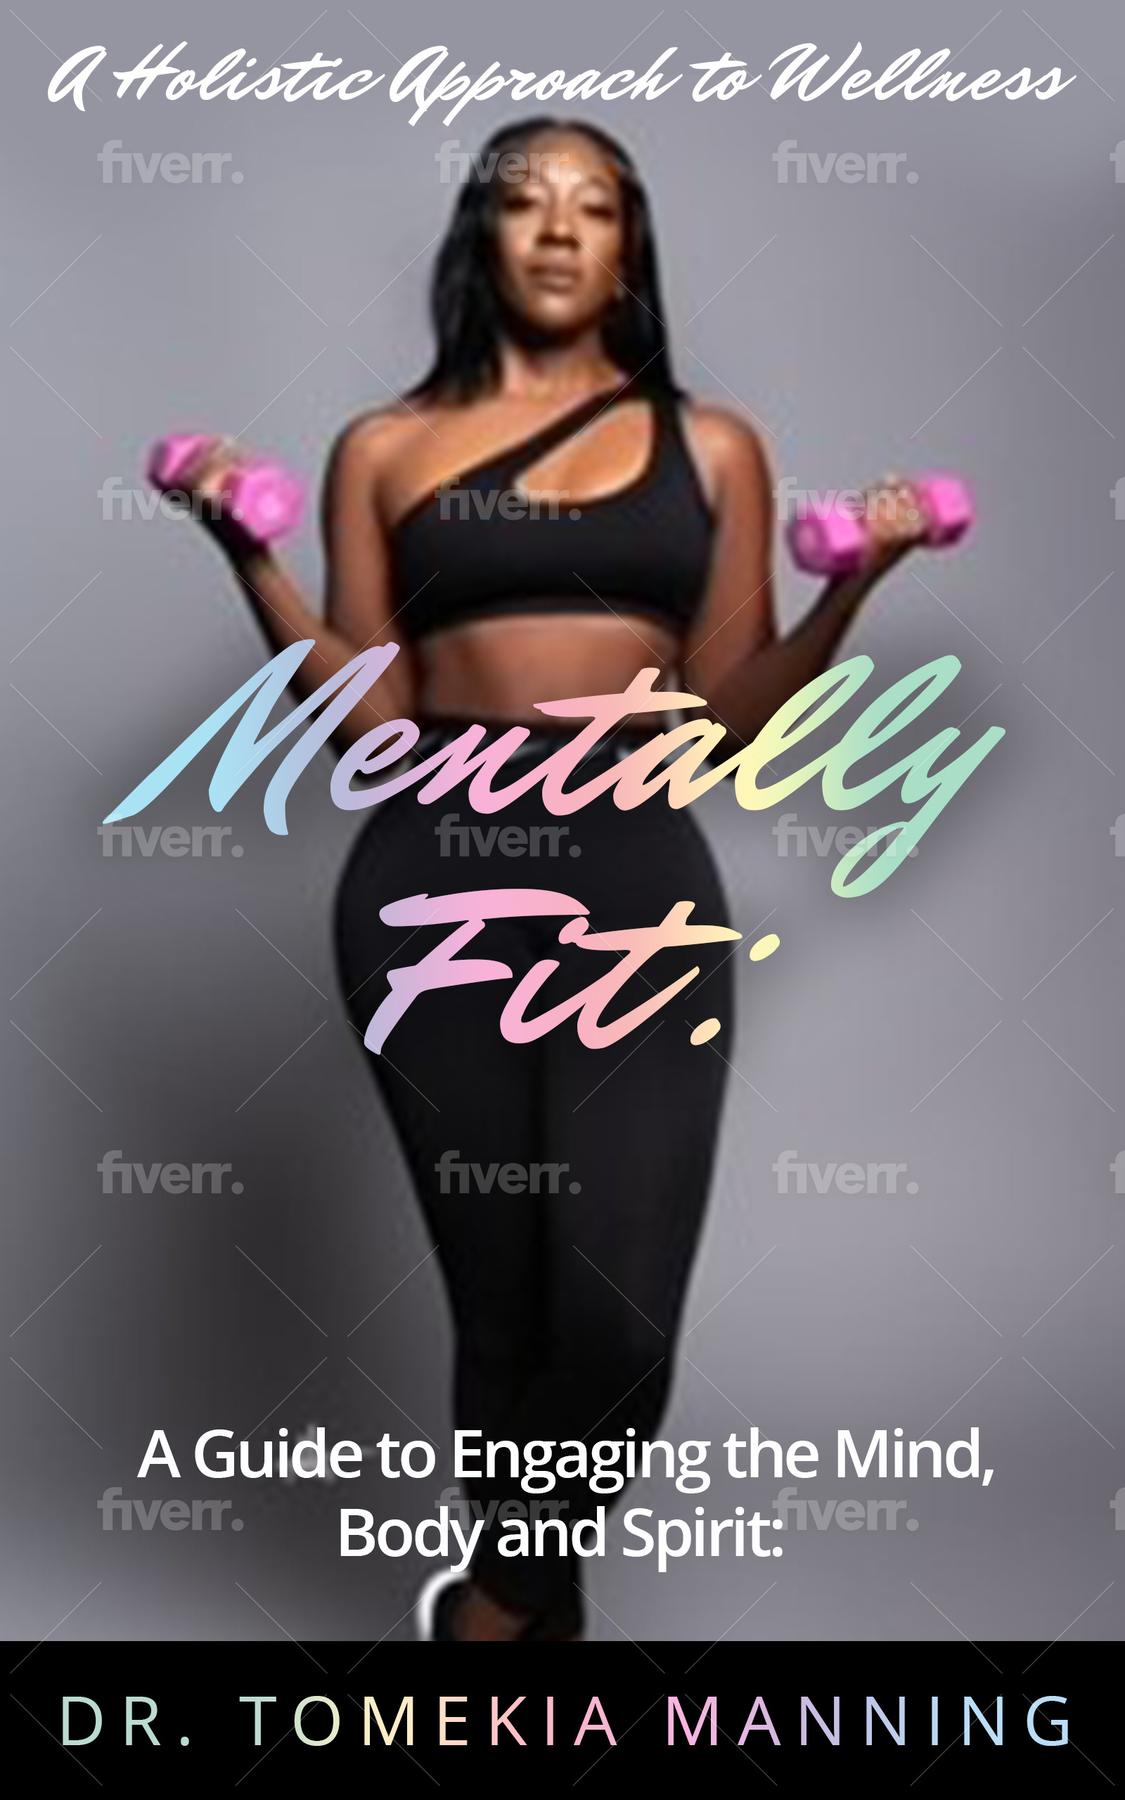 A Holistic Approach to Wellness
fiverr. fiverr. fiverr. f
fiverr. fiverr. fiverr. f
Mentally
fiverr. fiverr. fiverr. f
Fit:
fiverr. fiverr. fiverr. f
A Guide to Engaging the Mind,
fiverr. fiverr. fiverr. f
Body and Spirit:
DR. TOMEKIA MANNING